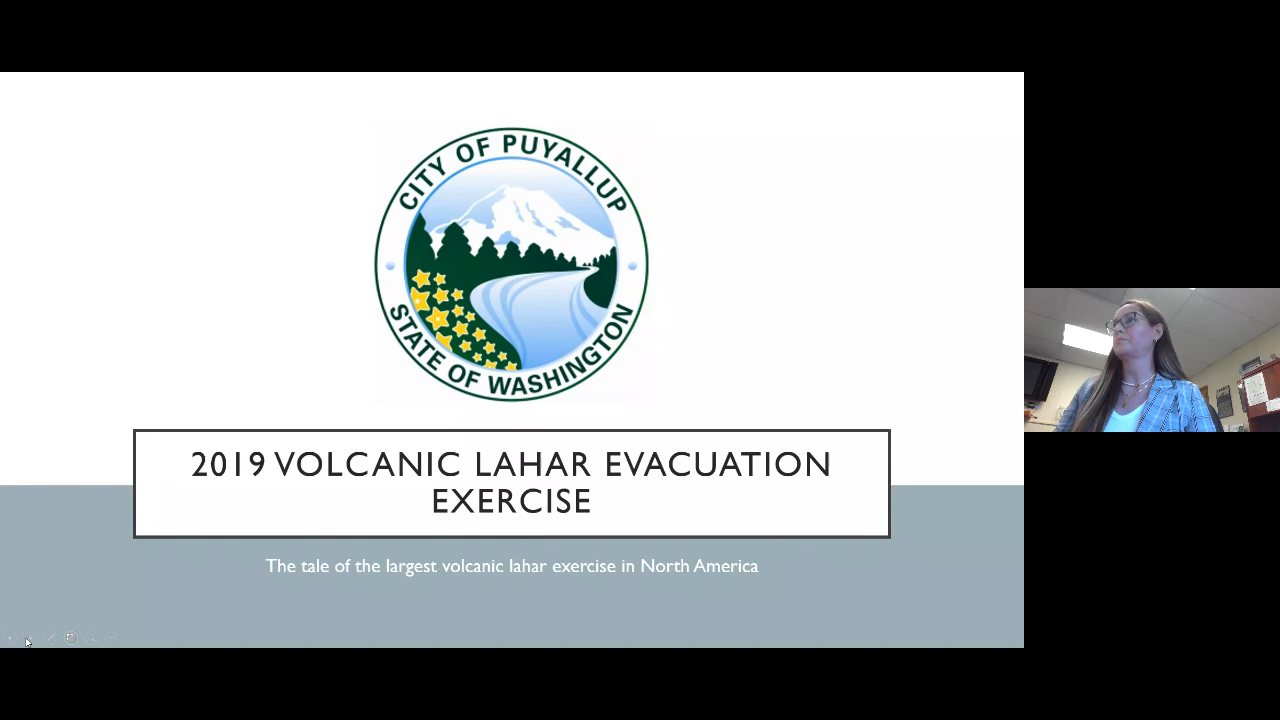 CITY OF PUYALLUP
STATE OF WASHINGTON
2019 VOLCANIC LAHAR EVACUATION
EXERCISE
The tale of the largest volcanic lahar exercise in North America